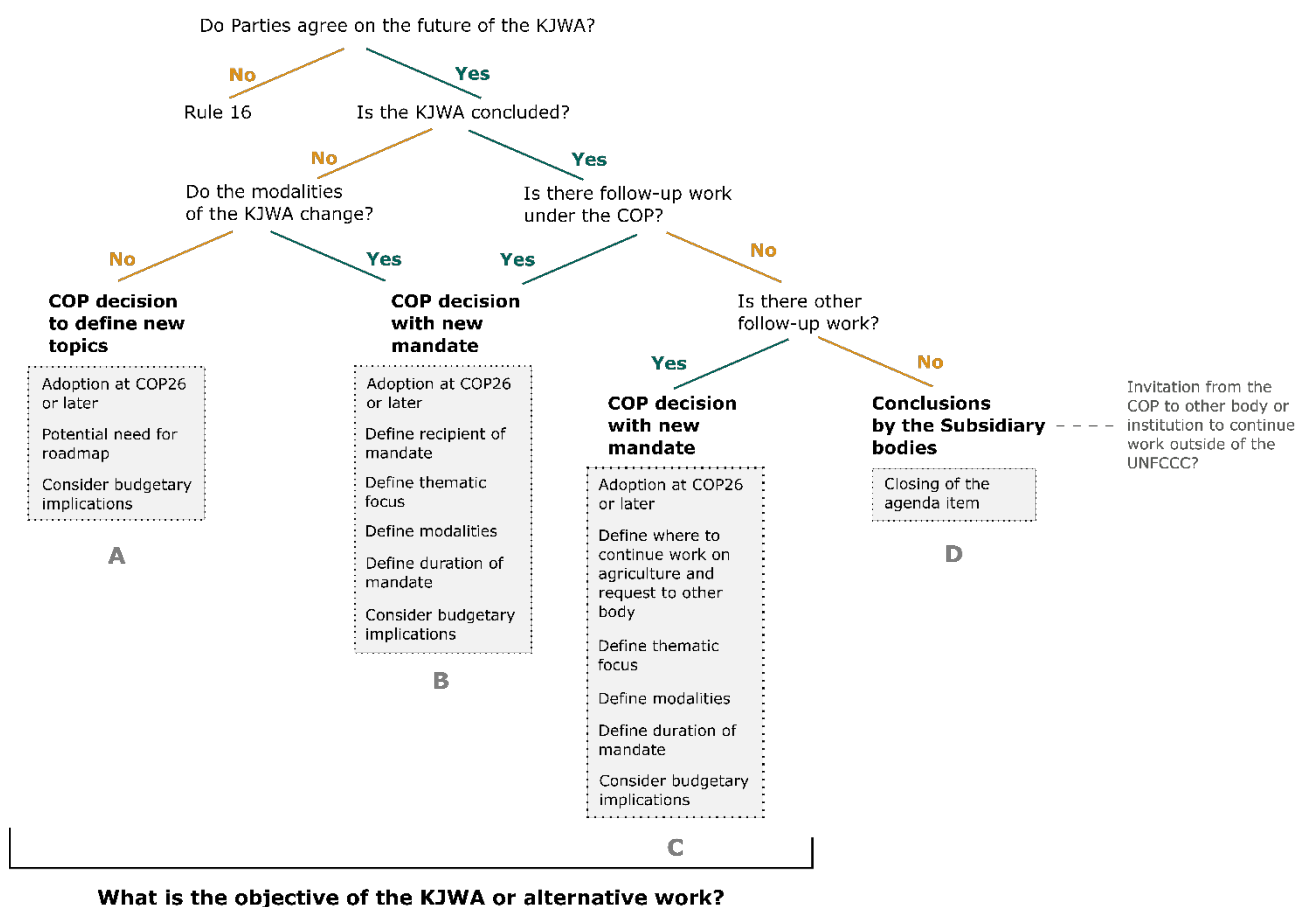 Do Parties agree on the future of the KJWA?
No
Yes
Rule 16
Is the KJWA concluded?
No
Yes
Do the modalities
of the KJWA change?
Is there follow-up work
under the COP?
No
Yes
Yes
No
COP decision
to define new
topics
COP decision
with new
mandate
Is there other
follow-up work?
Adoption at COP26
or later
Potential need for
roadmap
Consider budgetary
implications
A
Adoption at COP26
or later
Define recipient of
mandate
Define thematic
focus
Define modalities
Define duration of
mandate
Consider budgetary
implications
B
Yes
No
COP decision
with new
mandate
Adoption at COP26
or later
Define where to
continue work on
agriculture and
request to other
body
Define thematic
focus
Define modalities
Define duration of
mandate
Consider budgetary
implications
C
Conclusions
by the Subsidiary
bodies
Closing of the
agenda item
D
Invitation from the
COP to other body or
institution to continue
work outside of the
UNFCCC?
What is the objective of the KJWA or alternative work?